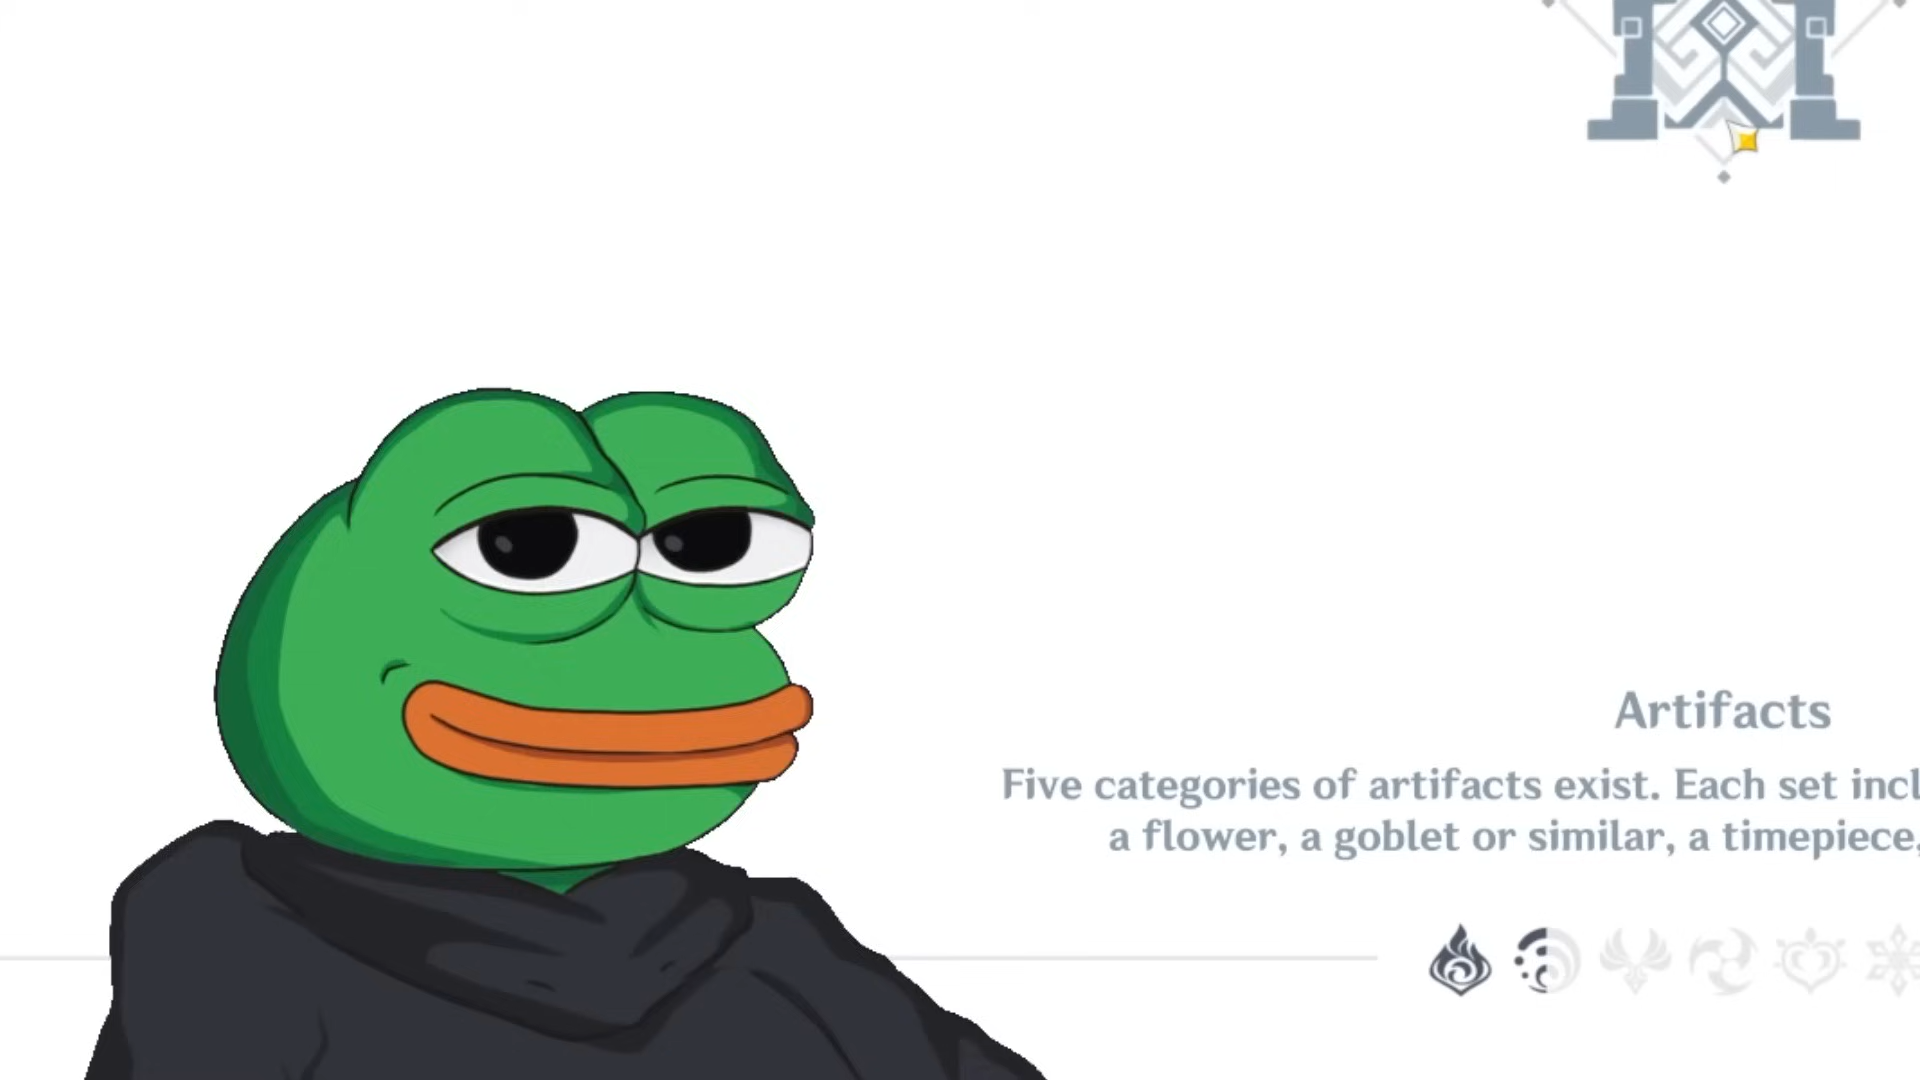 Artifacts
Five categories of artifacts exist. Each set incl
a flower, a goblet or similar, a timepiece,